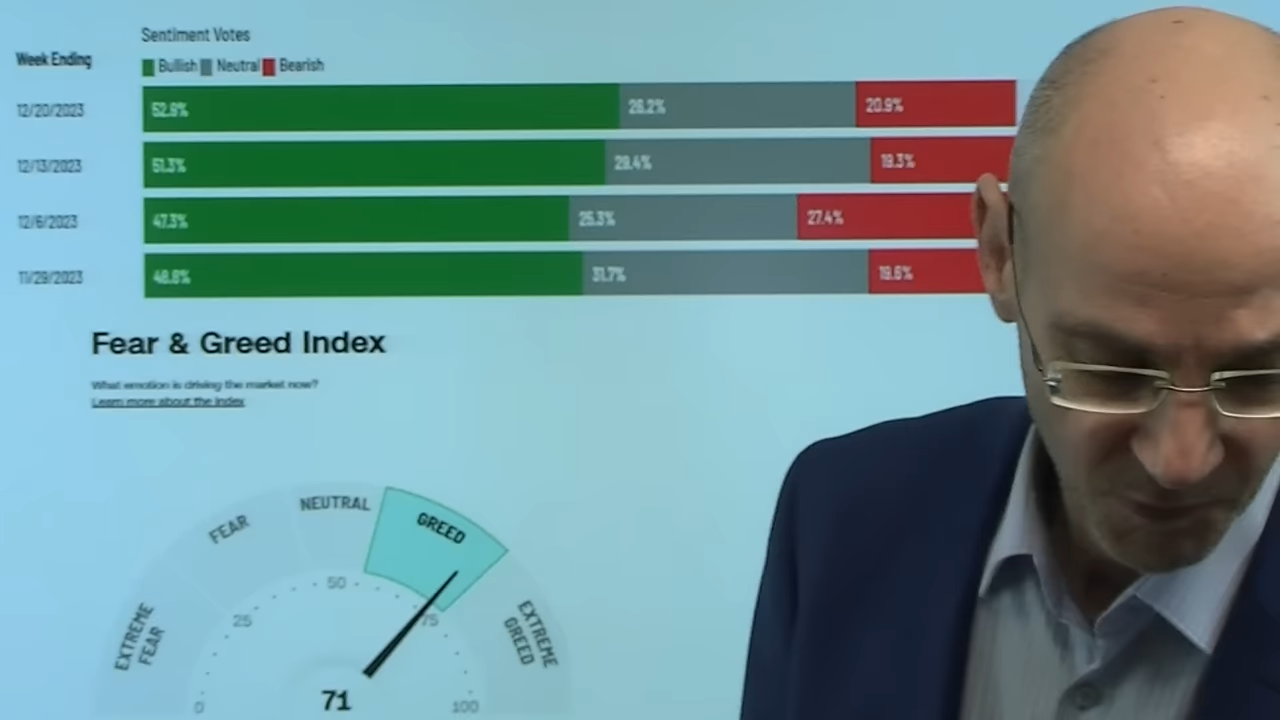 Sentiment Votes
Week Ending
Bullish Neutral Bearish
12/20/2023 52.9% 26.2% 20.9%
12/13/2023 51.3% 29.4% 19.3%
12/6/2023 47.3% 25.3% 27.4%
11/29/2023 48.8% 31.7% 19.6%
Fear & Greed Index
What emotion is driving the market now?
Learn more about the index
EXTREME FEAR
FEAR
NEUTRAL
GREED
EXTREME GREED
0
25
50
75
100
71